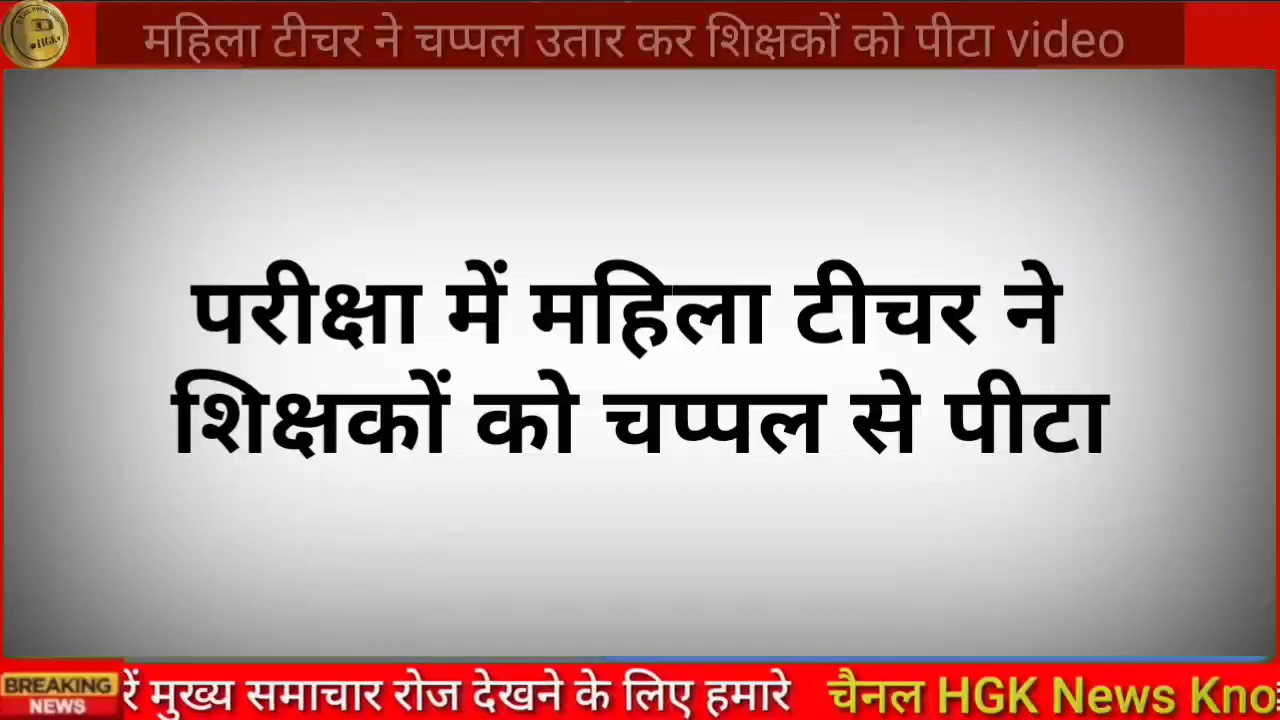 महिला टीचर ने चप्पल उतार कर शिक्षकों को पीटा video
परीक्षा में महिला टीचर ने
शिक्षकों को चप्पल से पीटा
BREAKING
NEWS
रें मुख्य समाचार रोज देखने के लिए हमारे चैनल HGK News Kno